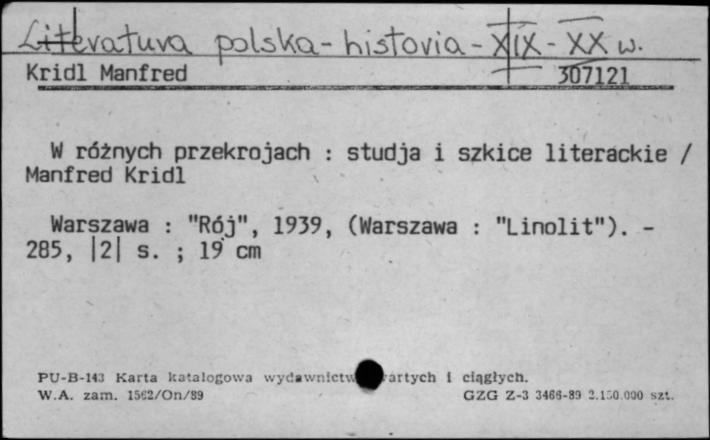 Literatura polska - historia - XIX - XX w.
Kridl Manfred 307121
W różnych przekrojach : studja i szkice literackie /
Manfred Kridl
Warszawa : "Rój", 1939, (Warszawa : "Linolit"). -
285, |2| s. ; 19 cm
PU-B-143 Karta katalogowa wydawnictw zwartych i ciągłych.
W.A. zam. 1562/On/89 GZG Z-3 3466-89 2.150.000 szt.